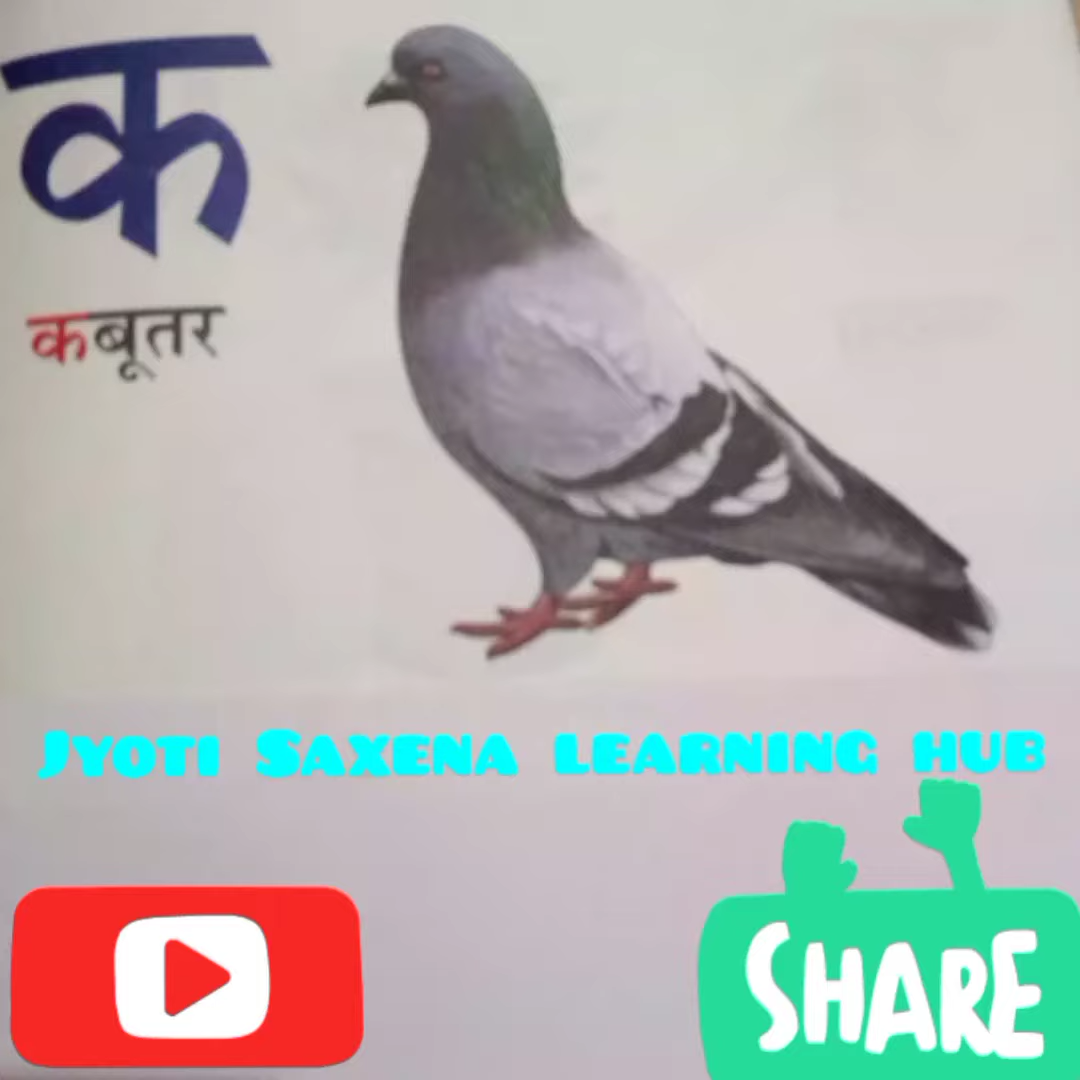 क
कबूतर
Jyoti Saxena learning hub
SHARE